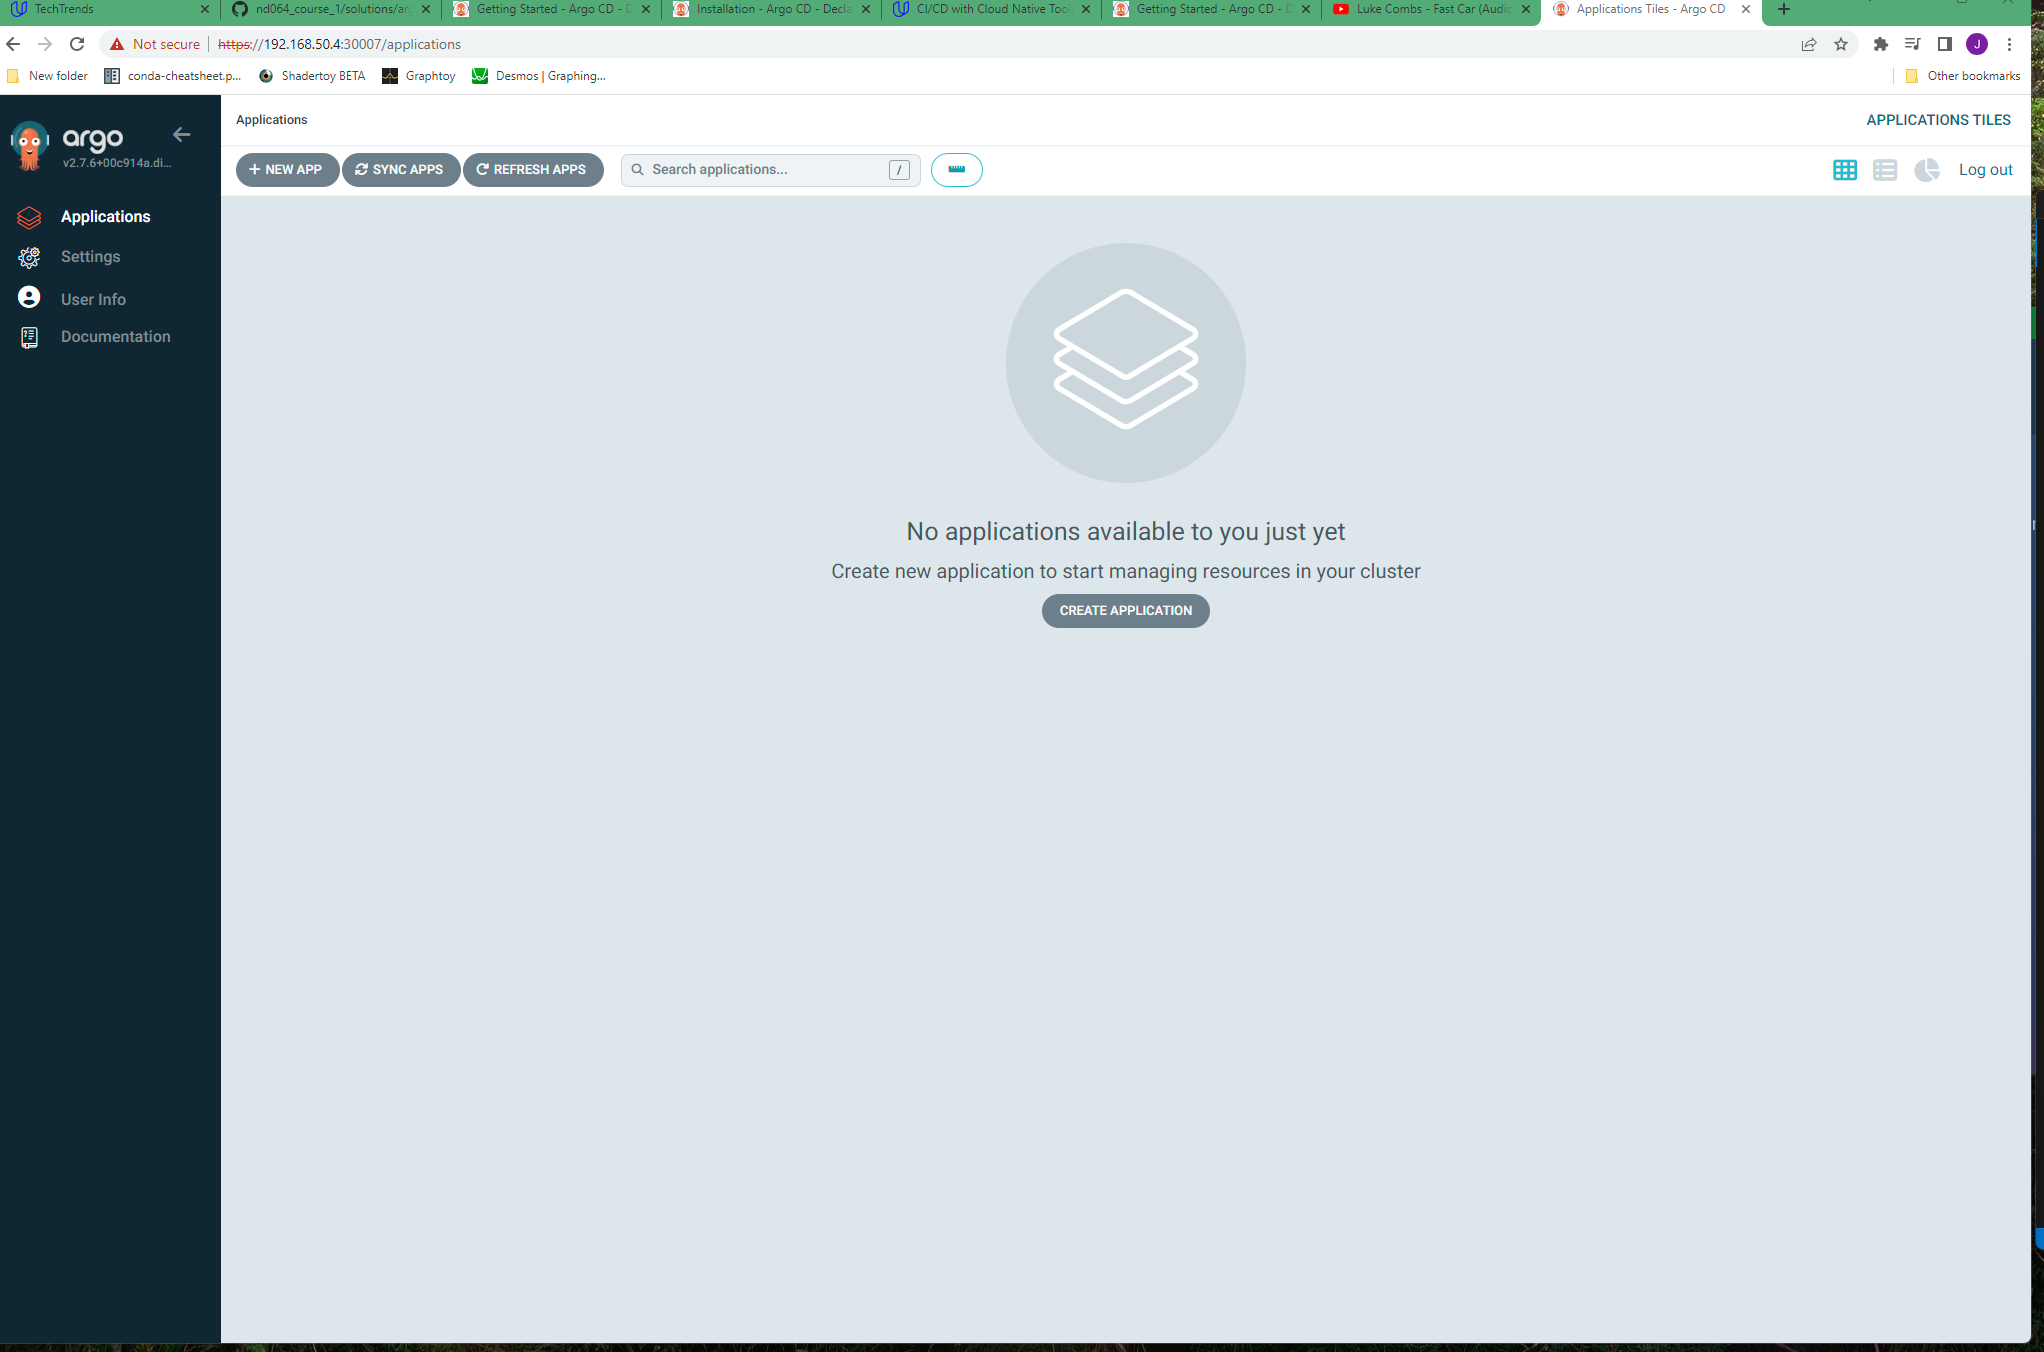 TechTrends
nd064_course_1/solutions/arg
Getting Started - Argo CD - D
Installation - Argo CD - Decla
CI/CD with Cloud Native Tool
Getting Started - Argo CD - D
Luke Combs - Fast Car (Audio
Applications Tiles - Argo CD
Not secure
https://192.168.50.4:30007/applications
J
New folder
conda-cheatsheet.p...
Shadertoy BETA
Graphtoy
Desmos | Graphing...
Other bookmarks
argo
v2.7.6+00c914a.di...
Applications
Settings
User Info
Documentation
Applications
APPLICATIONS TILES
NEW APP
SYNC APPS
REFRESH APPS
Search applications...
/
Log out
No applications available to you just yet
Create new application to start managing resources in your cluster
CREATE APPLICATION